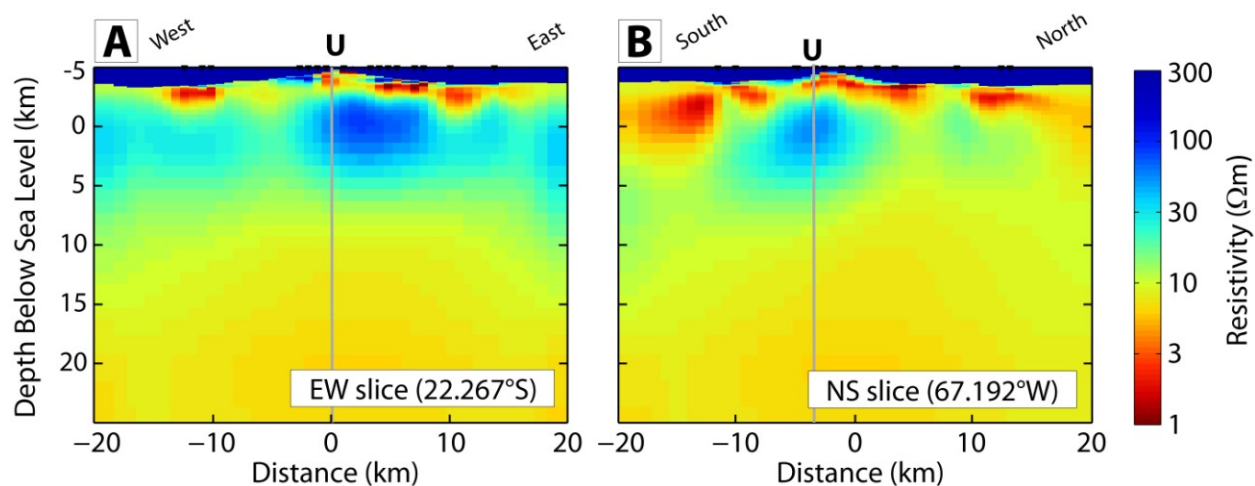 A West U East
-5
0
5
10
15
20
Depth Below Sea Level (km)
EW slice (22.267°S)
−20 −10 0 10 20
Distance (km)
B South U North
NS slice (67.192°W)
−20 −10 0 10 20
Distance (km)
300
100
30
10
3
1
Resistivity (Ωm)